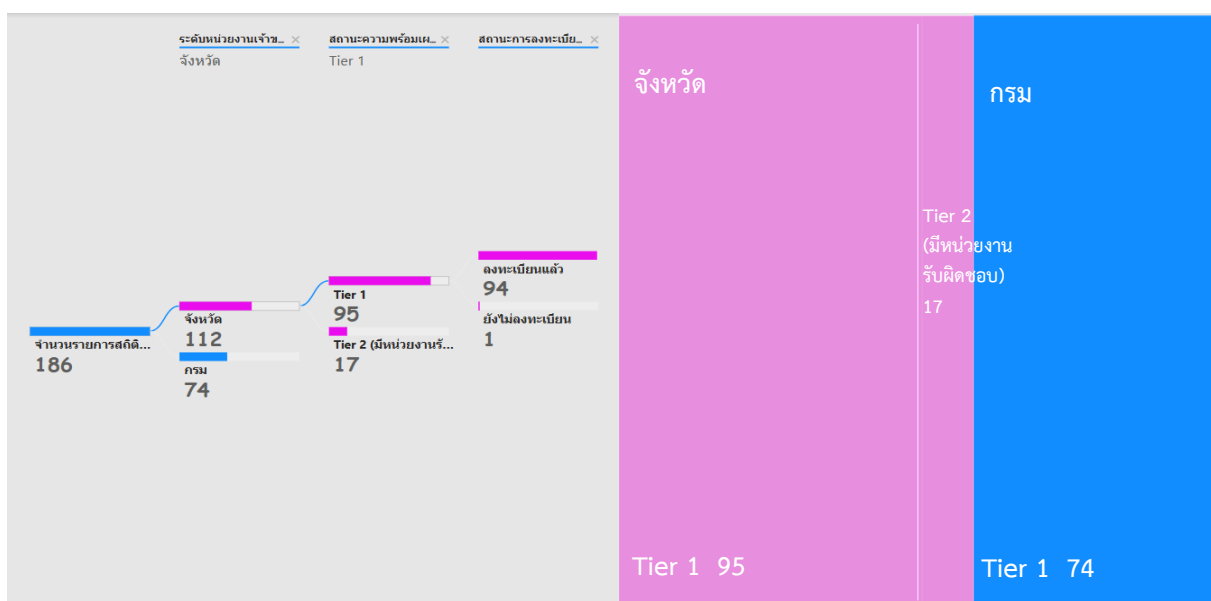 ระดับหน่วยงานเจ้าข... ×
สถานะความพร้อมเผ... ×
สถานะการลงทะเบีย... ×
จังหวัด
Tier 1
ลงทะเบียนแล้ว
94
ยังไม่ลงทะเบียน
1
Tier 1
95
Tier 2 (มีหน่วยงานรั...
17
จังหวัด
112
กรม
74
จำนวนรายการสถิติ...
186
จังหวัด
Tier 1 95
Tier 2
(มีหน่วยงาน
รับผิดชอบ)
17
กรม
Tier 1 74